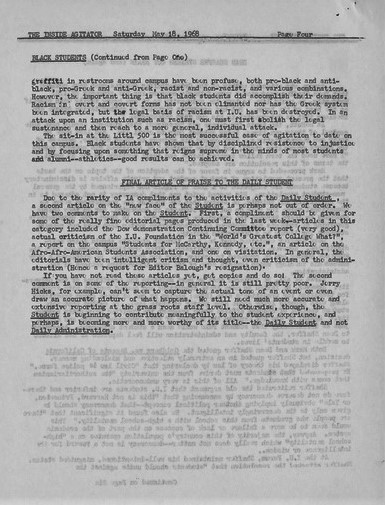 THE INSIDE AGITATOR   Saturday May 18, 1968   Page Four
BLACK STUDENTS (Continued from Page One)
graffiti in restrooms around campus have been profuse, both pro-black and anti-
black, pro-Greek and anti-Greek, racist and non-racist, and various combinations.
However, the important thing is that black students did accomplish their demands.
Racism in overt and covert forms has not been climanted nor has the Greek system
been integrated, but the legal basis of racism at I.U. has been destroyed. In an
attack upon an institution such as racism, one must first abolish the legal
sustenance and then reach to a more general, individual attack.
The sit-in at the Littl 500 is the most successful case of agitation to date on
this campus. Black students have shown that by disciplined resistence to injustice
and by focusing upon something that reigns supreme in the minds of most students
and alumni--athletics--good results can be achieved.
FINAL ARTICLE OF PRAISE TO THE DAILY STUDENT
Due to the rarity of IA compliments to the activities of the Daily Student,
a second article on the "new face" of the Student is perhaps not out of order. We
have two comments to make on the Student. First, a compliment should be given for
some of the really fine editorial pages produced in the last week--articles in this
category included the Dow demonstration Continuing Committee report (very good),
actual criticism of the I.U. Foundation in the "World's Greatest College What?",
a report on the campus "Students for McCarthy, Kennedy, etc.", an article on the
Afro-Afro-American Students Association, and one on visitation. In general, the
editorials have been intelligent critism and thought, even criticism of the admini-
stration (Hence a request for Editor Balough's resignation)*
If you have not read these articles yet, get copies and do so! The second
comment is on some of the reporting--in general it is still pretty poor. Jerry
Hicks, for example, can't seem to capture the actual tone of an event or even
draw an accurate picture of what happens. We still need much more accurate and
extensive reporting at the grass roots staff level. Otherwise, though, the
Student is beginning to contribute meaningfully to the student experience, and
perhaps, is becoming more and more worthy of its title--the Daily Student and not
Daily Administration.